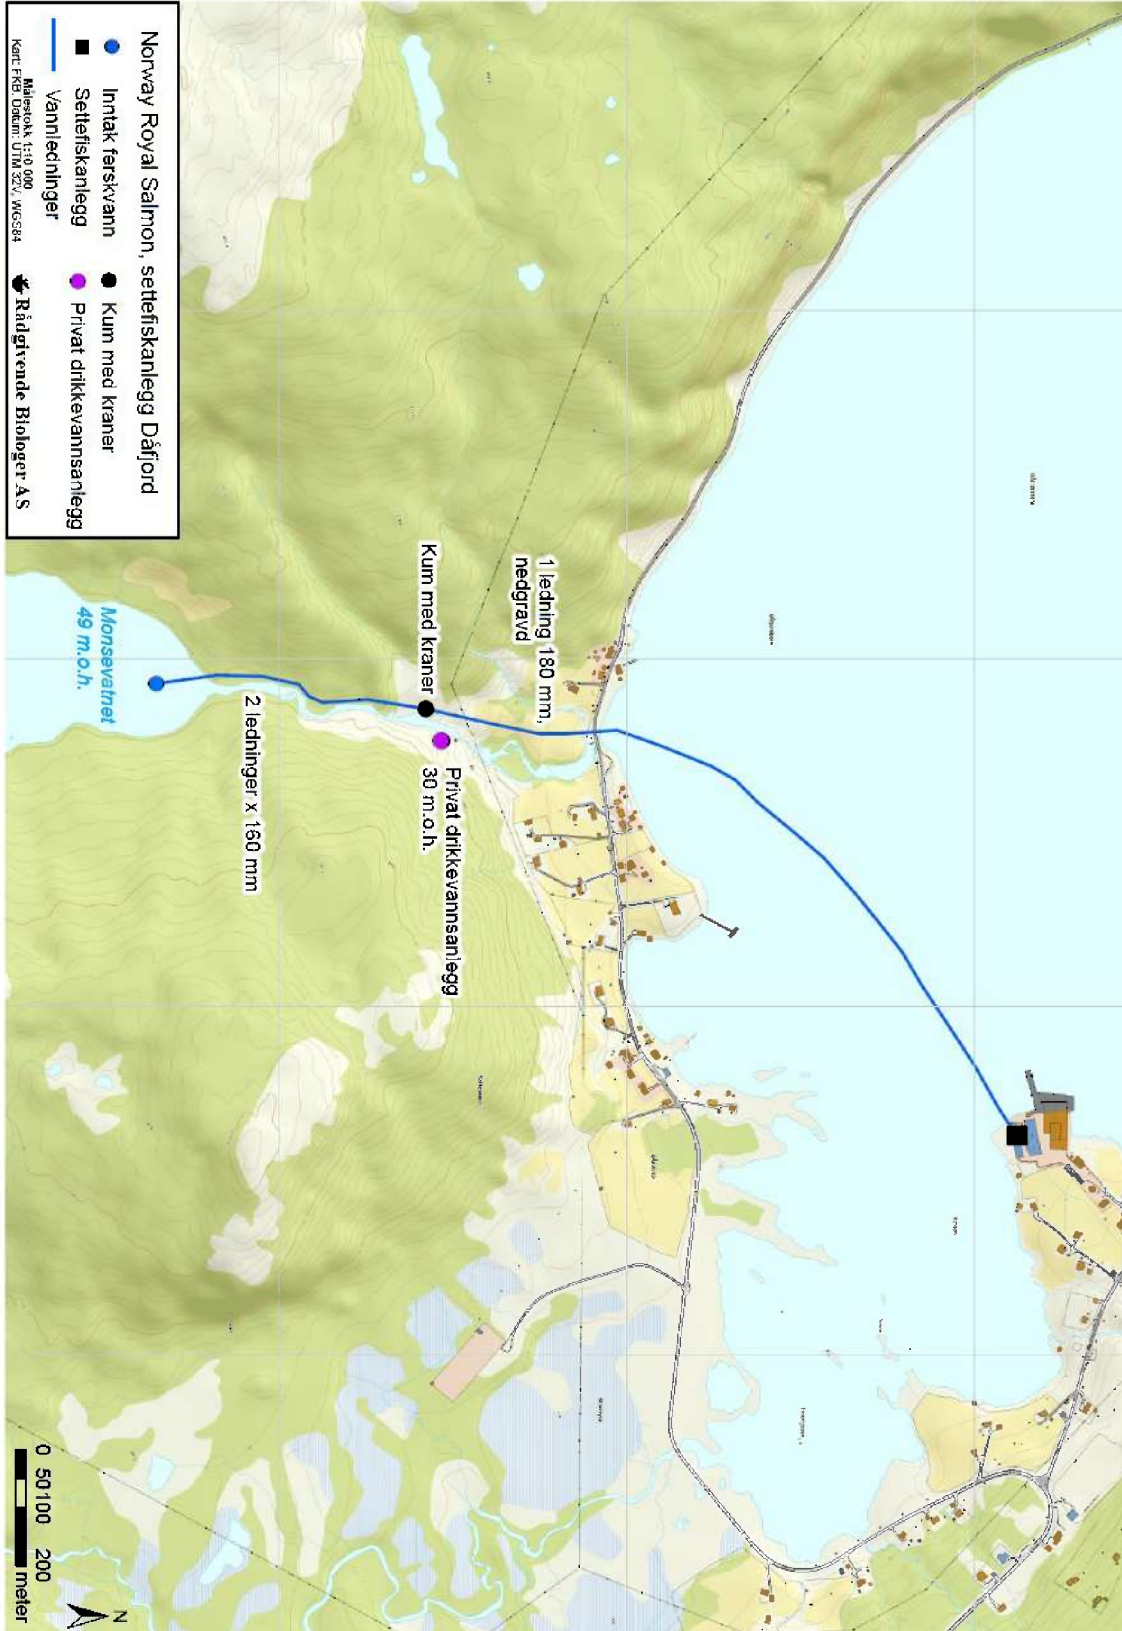 Norway Royal Salmon, settefiskanlegg Dåfjord
Inntak ferskvann
Kum med kraner
Settefiskanlegg
Privat drikkevannsanlegg
Vannledninger
Målestokk 1:10 000
Kart: FKB, Datum: UTM 32V, WGS84
Rådgivende Biologer AS
1 ledning 180 mm,
nedgravd
Kum med kraner
Privat drikkevannsanlegg
30 m.o.h.
2 ledninger x 160 mm
Monsevatnet
49 m.o.h.
0 50 100 200
meter
N